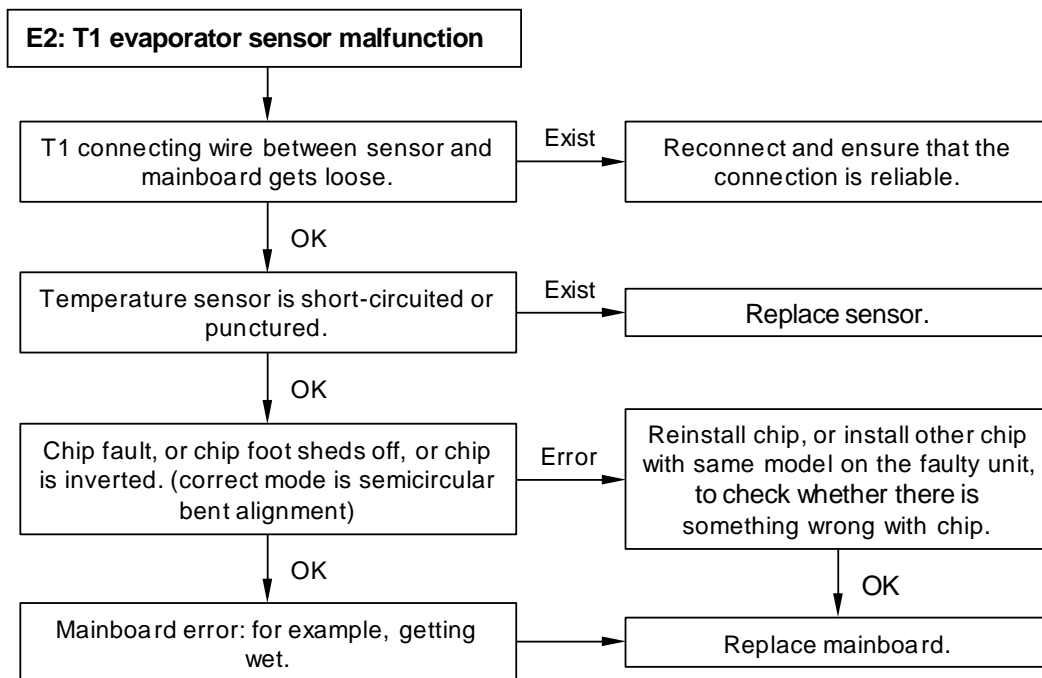 E2: T1 evaporator sensor malfunction
T1 connecting wire between sensor and
mainboard gets loose.
Exist
Reconnect and ensure that the
connection is reliable.
OK
Temperature sensor is short-circuited or
punctured.
Exist
Replace sensor.
OK
Chip fault, or chip foot sheds off, or chip
is inverted. (correct mode is semicircular
bent alignment)
Error
Reinstall chip, or install other chip
with same model on the faulty unit,
to check whether there is
something wrong with chip.
OK
OK
Mainboard error: for example, getting
wet.
Replace mainboard.